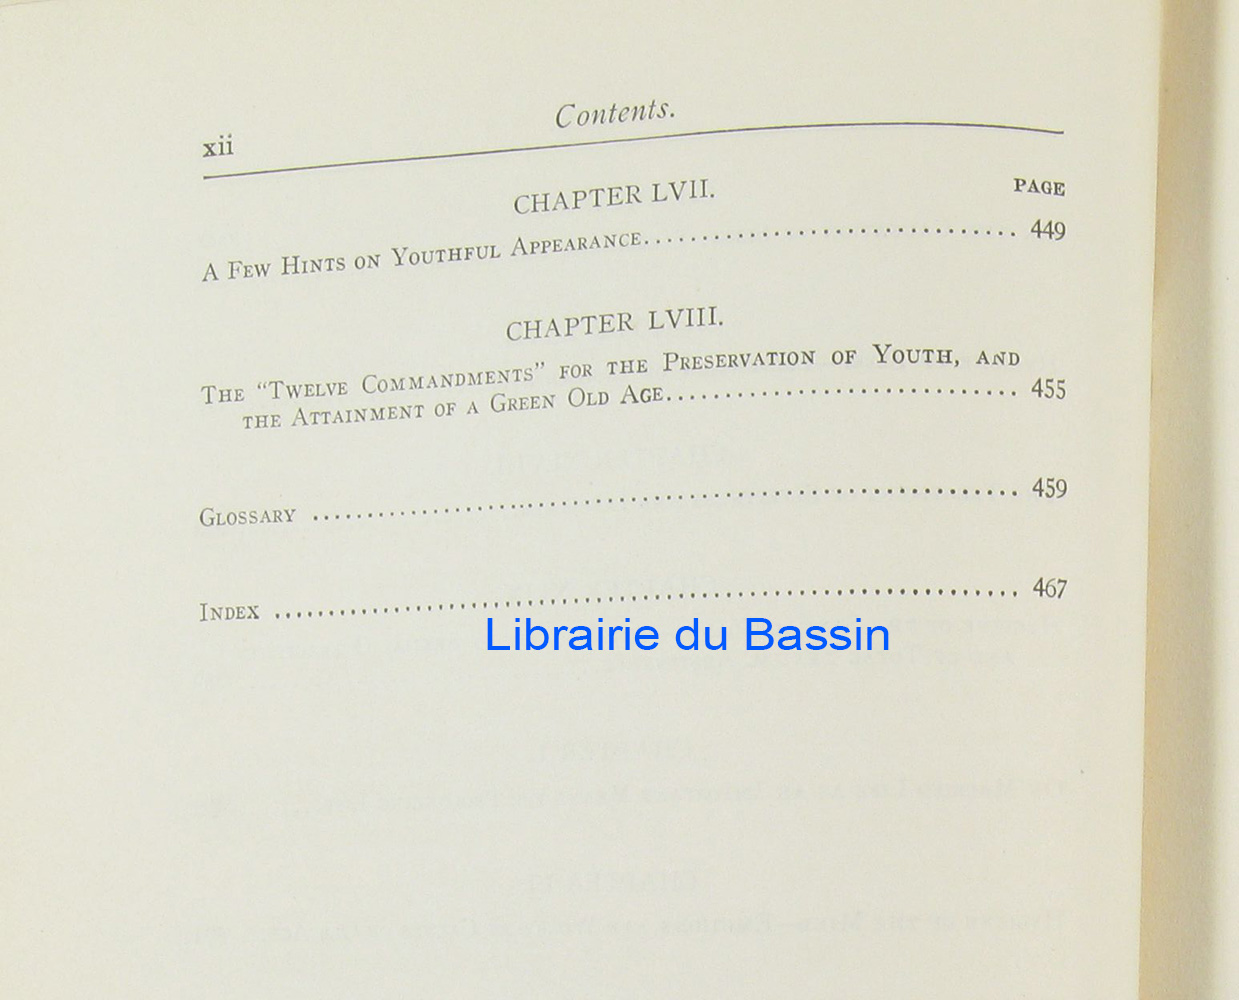 xii
Contents.
CHAPTER LVII.
PAGE
A Few Hints on Youthful Appearance................................ 449
CHAPTER LVIII.
The “Twelve Commandments” for the Preservation of Youth, and
the Attainment of a Green Old Age............................... 455
Glossary ............................................................ 459
Index ................................................................ 467
Librairie du Bassin